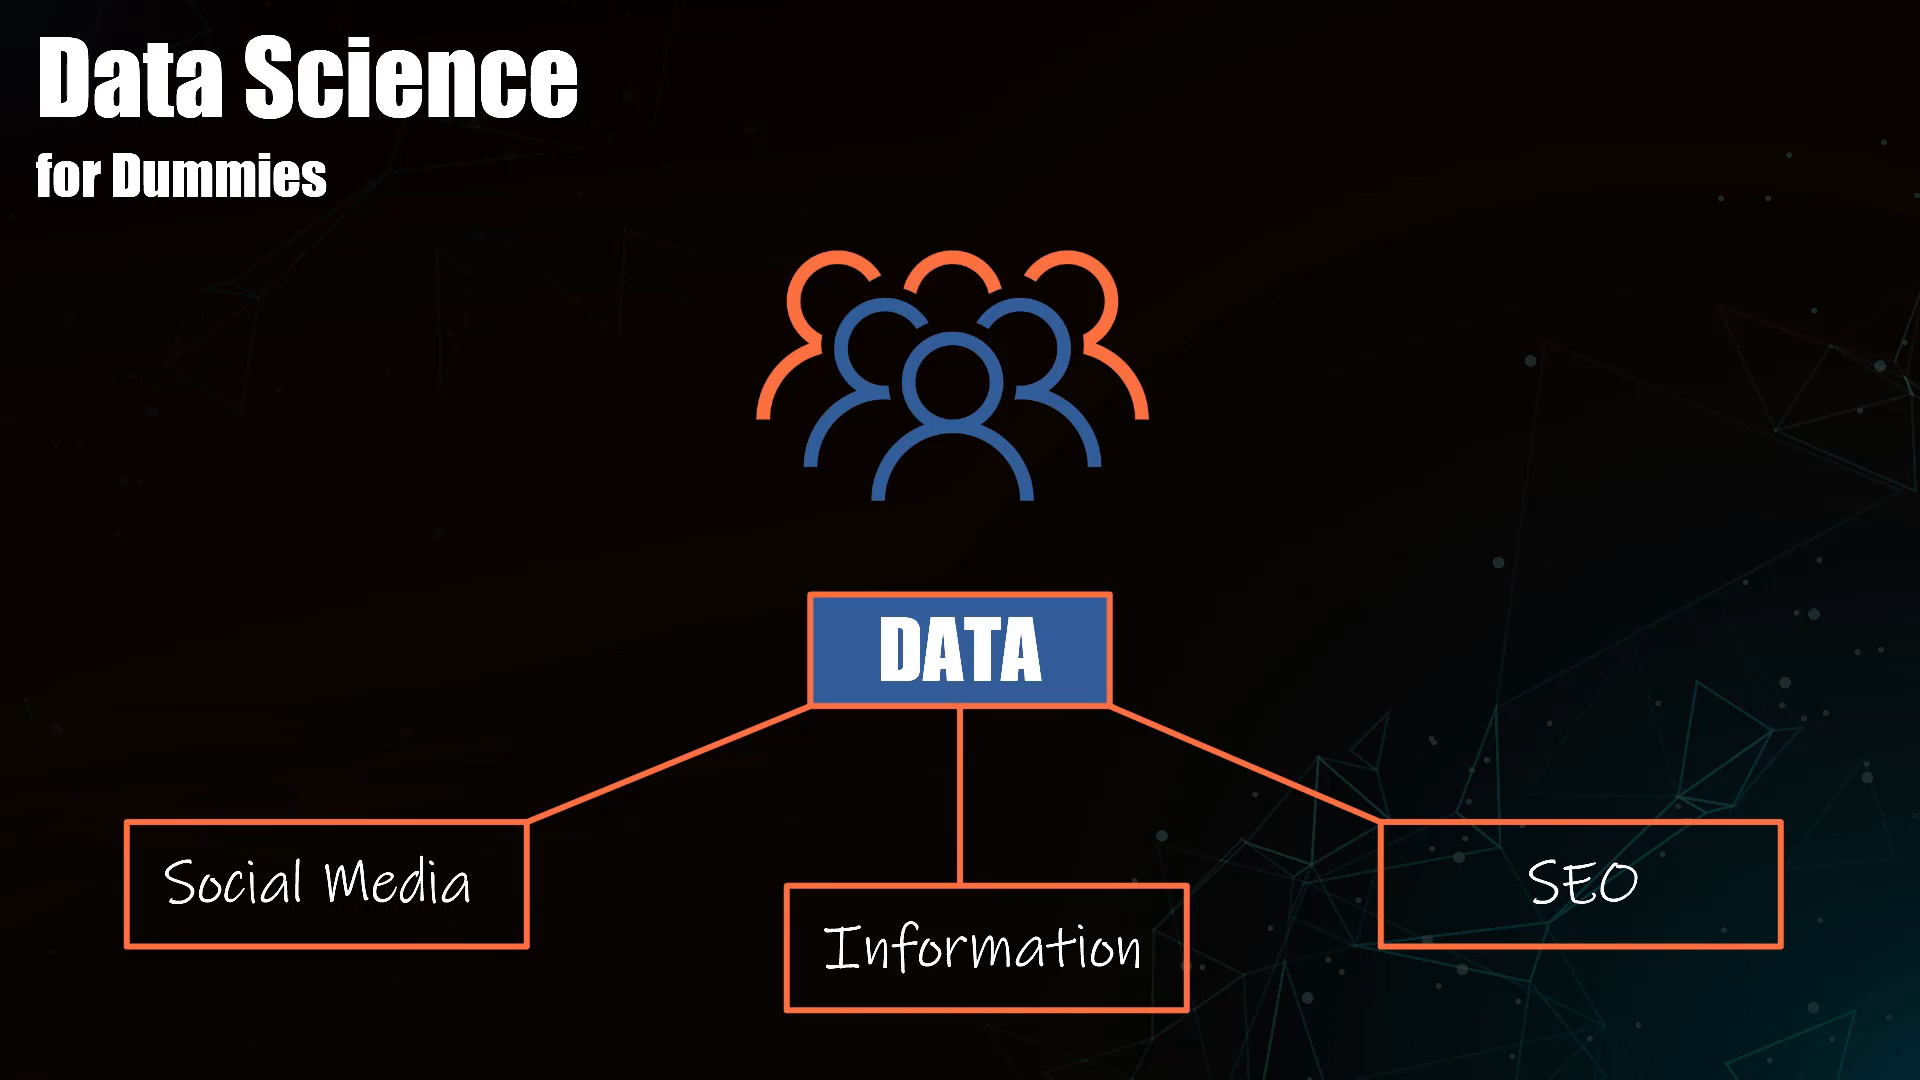 Data Science
for Dummies
DATA
Social Media
Information
SEO